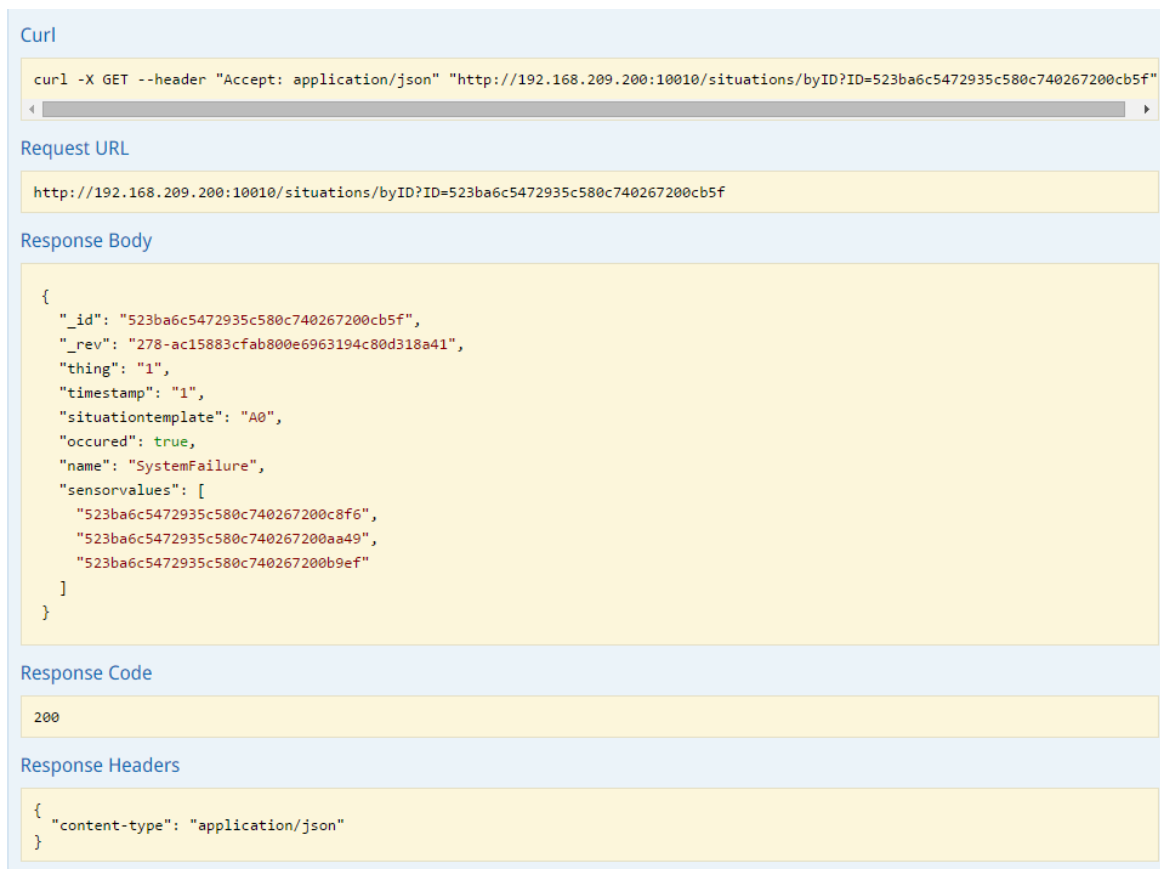 Curl
curl -X GET --header "Accept: application/json" "http://192.168.209.200:10010/situations/byID?ID=523ba6c5472935c580c740267200cb5f"
Request URL
http://192.168.209.200:10010/situations/byID?ID=523ba6c5472935c580c740267200cb5f
Response Body
{
"_id": "523ba6c5472935c580c740267200cb5f",
"_rev": "278-ac15883cfab800e6963194c80d318a41",
"thing": "1",
"timestamp": "1",
"situationtemplate": "A0",
"occured": true,
"name": "SystemFailure",
"sensorvalues": [
"523ba6c5472935c580c740267200c8f6",
"523ba6c5472935c580c740267200aa49",
"523ba6c5472935c580c740267200b9ef"
]
}
Response Code
200
Response Headers
{
"content-type": "application/json"
}